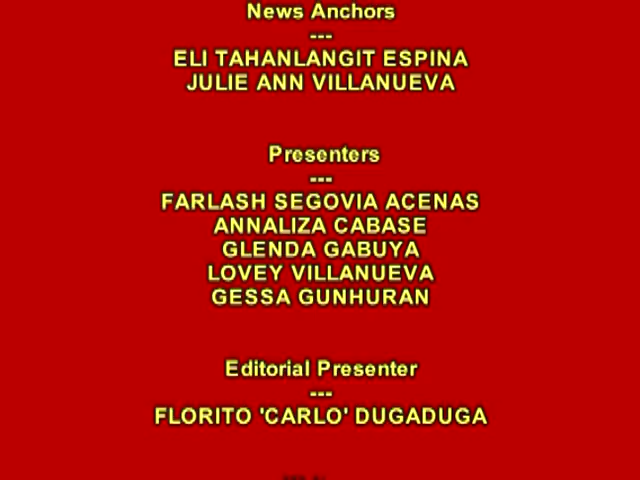 News Anchors
---
ELI TAHANLANGIT ESPINA
JULIE ANN VILLANUEVA
Presenters
---
FARLASH SEGOVIA ACENAS
ANNALIZA CABASE
GLENDA GABUYA
LOVEY VILLANUEVA
GESSA GUNHURAN
Editorial Presenter
---
FLORITO 'CARLO' DUGADUGA